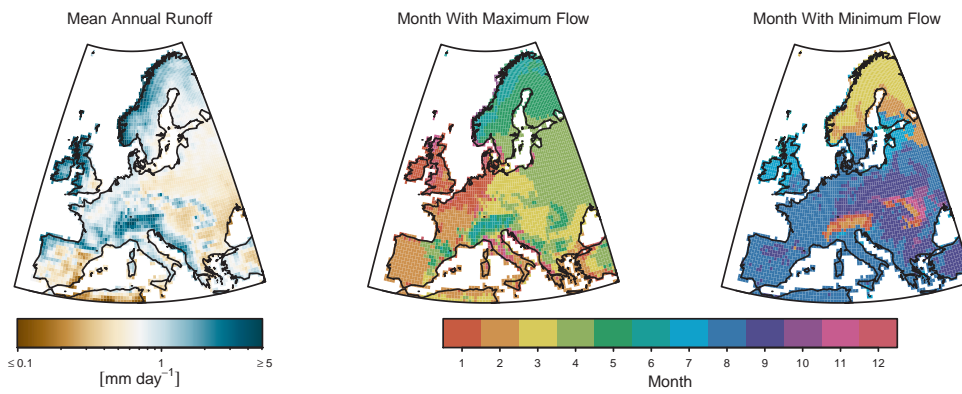 Mean Annual Runoff
Month With Maximum Flow
Month With Minimum Flow
≤ 0.1 1 ≥ 5
[mm day⁻¹]
1 2 3 4 5 6 7 8 9 10 11 12
Month